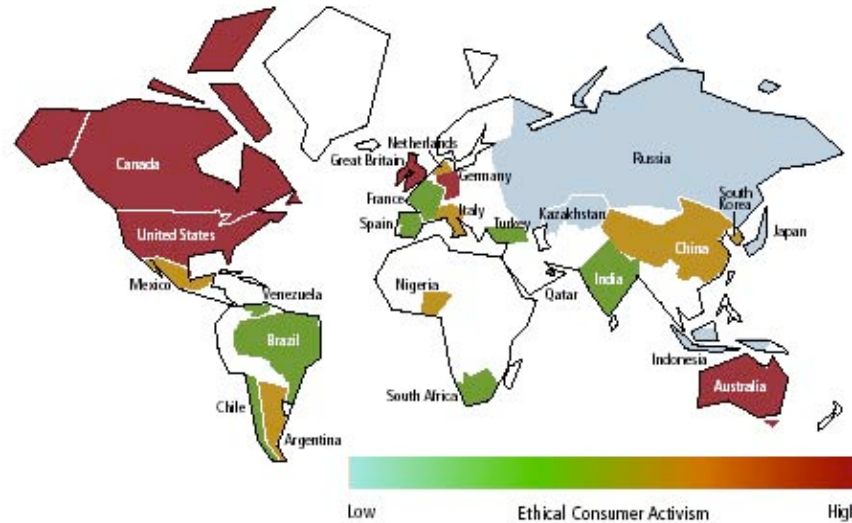 Canada
United States
Mexico
Venezuela
Brazil
Chile
Argentina
Netherlands
Great Britain
Germany
France
Italy
Spain
Turkey
Nigeria
South Africa
Russia
Kazakhstan
South
Korea
Japan
China
India
Qatar
Indonesia
Australia
Low
Ethical Consumer Activism
High